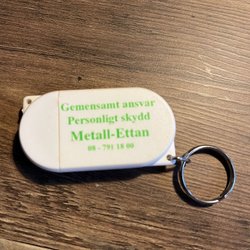 Gemensamt ansvar
Personligt skydd
Metall-Ettan
08 - 791 18 00